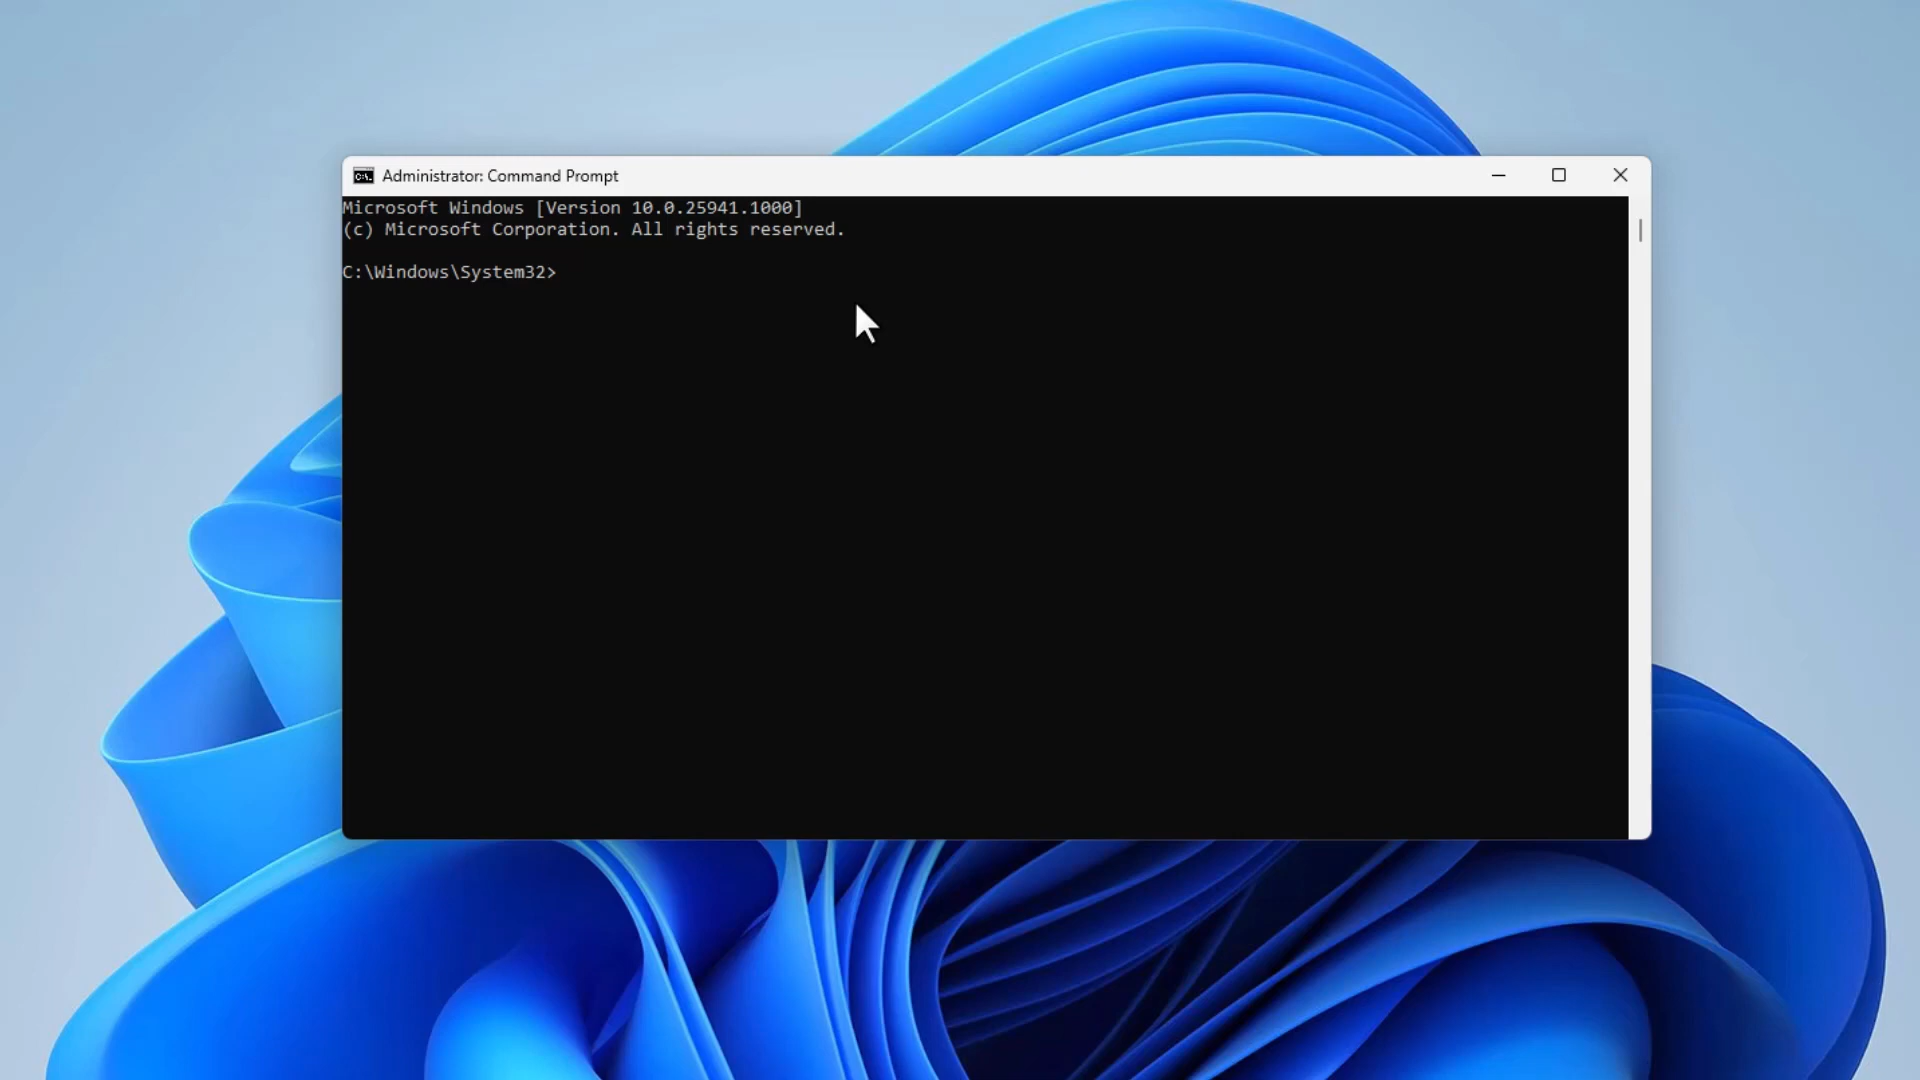 Administrator: Command Prompt
Microsoft Windows [Version 10.0.25941.1000]
(c) Microsoft Corporation. All rights reserved.
C:\Windows\System32>